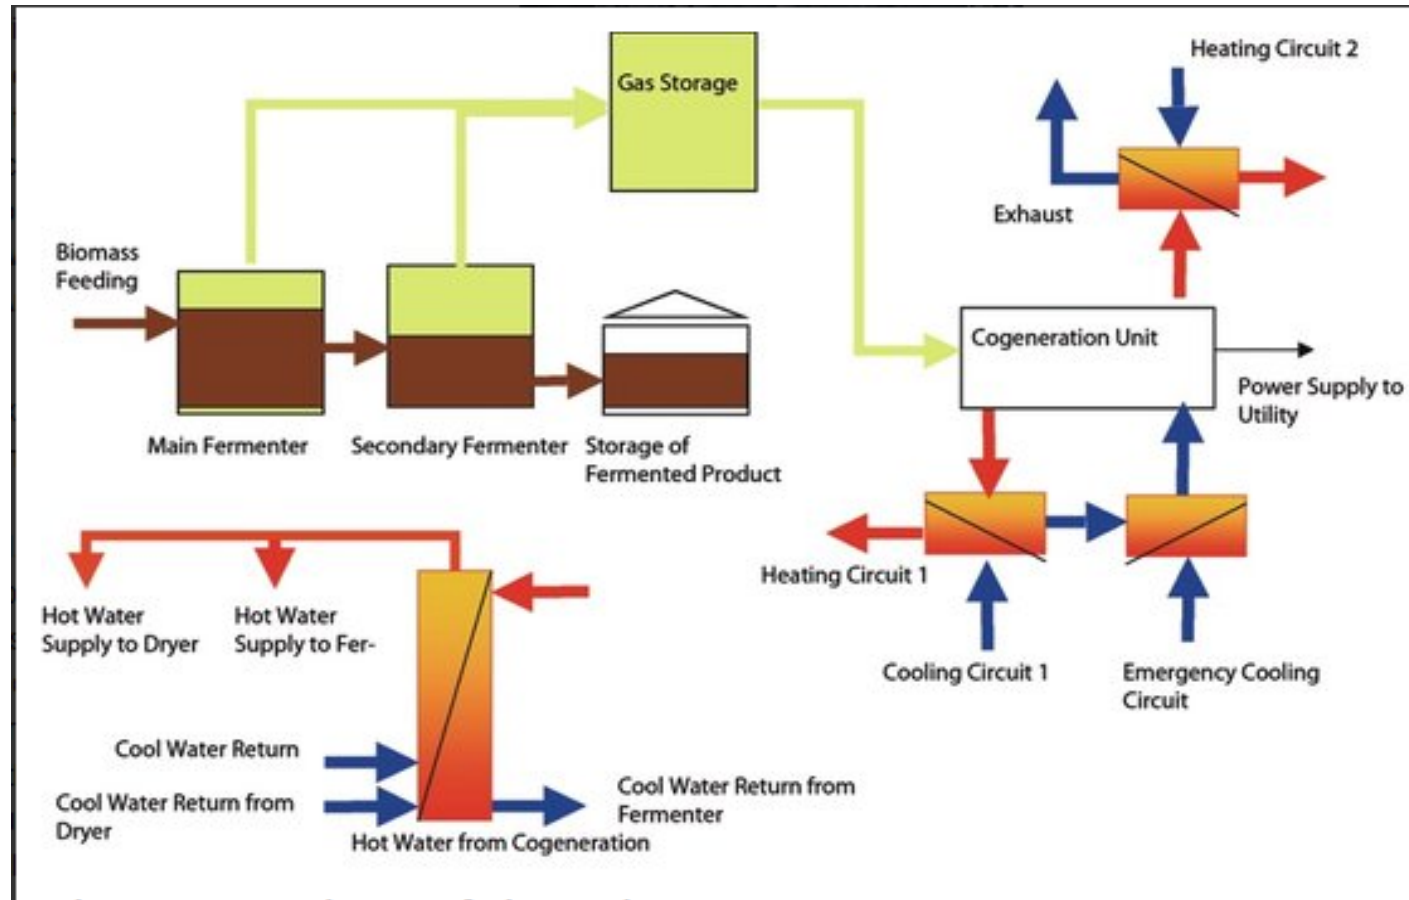 Heating Circuit 2
Gas Storage
Exhaust
Biomass
Feeding
Cogeneration Unit
Power Supply to
Utility
Main Fermenter
Secondary Fermenter
Storage of
Fermented Product
Heating Circuit 1
Hot Water
Supply to Dryer
Hot Water
Supply to Fer-
Cooling Circuit 1
Emergency Cooling
Circuit
Cool Water Return
Cool Water Return from
Dryer
Cool Water Return from
Fermenter
Hot Water from Cogeneration